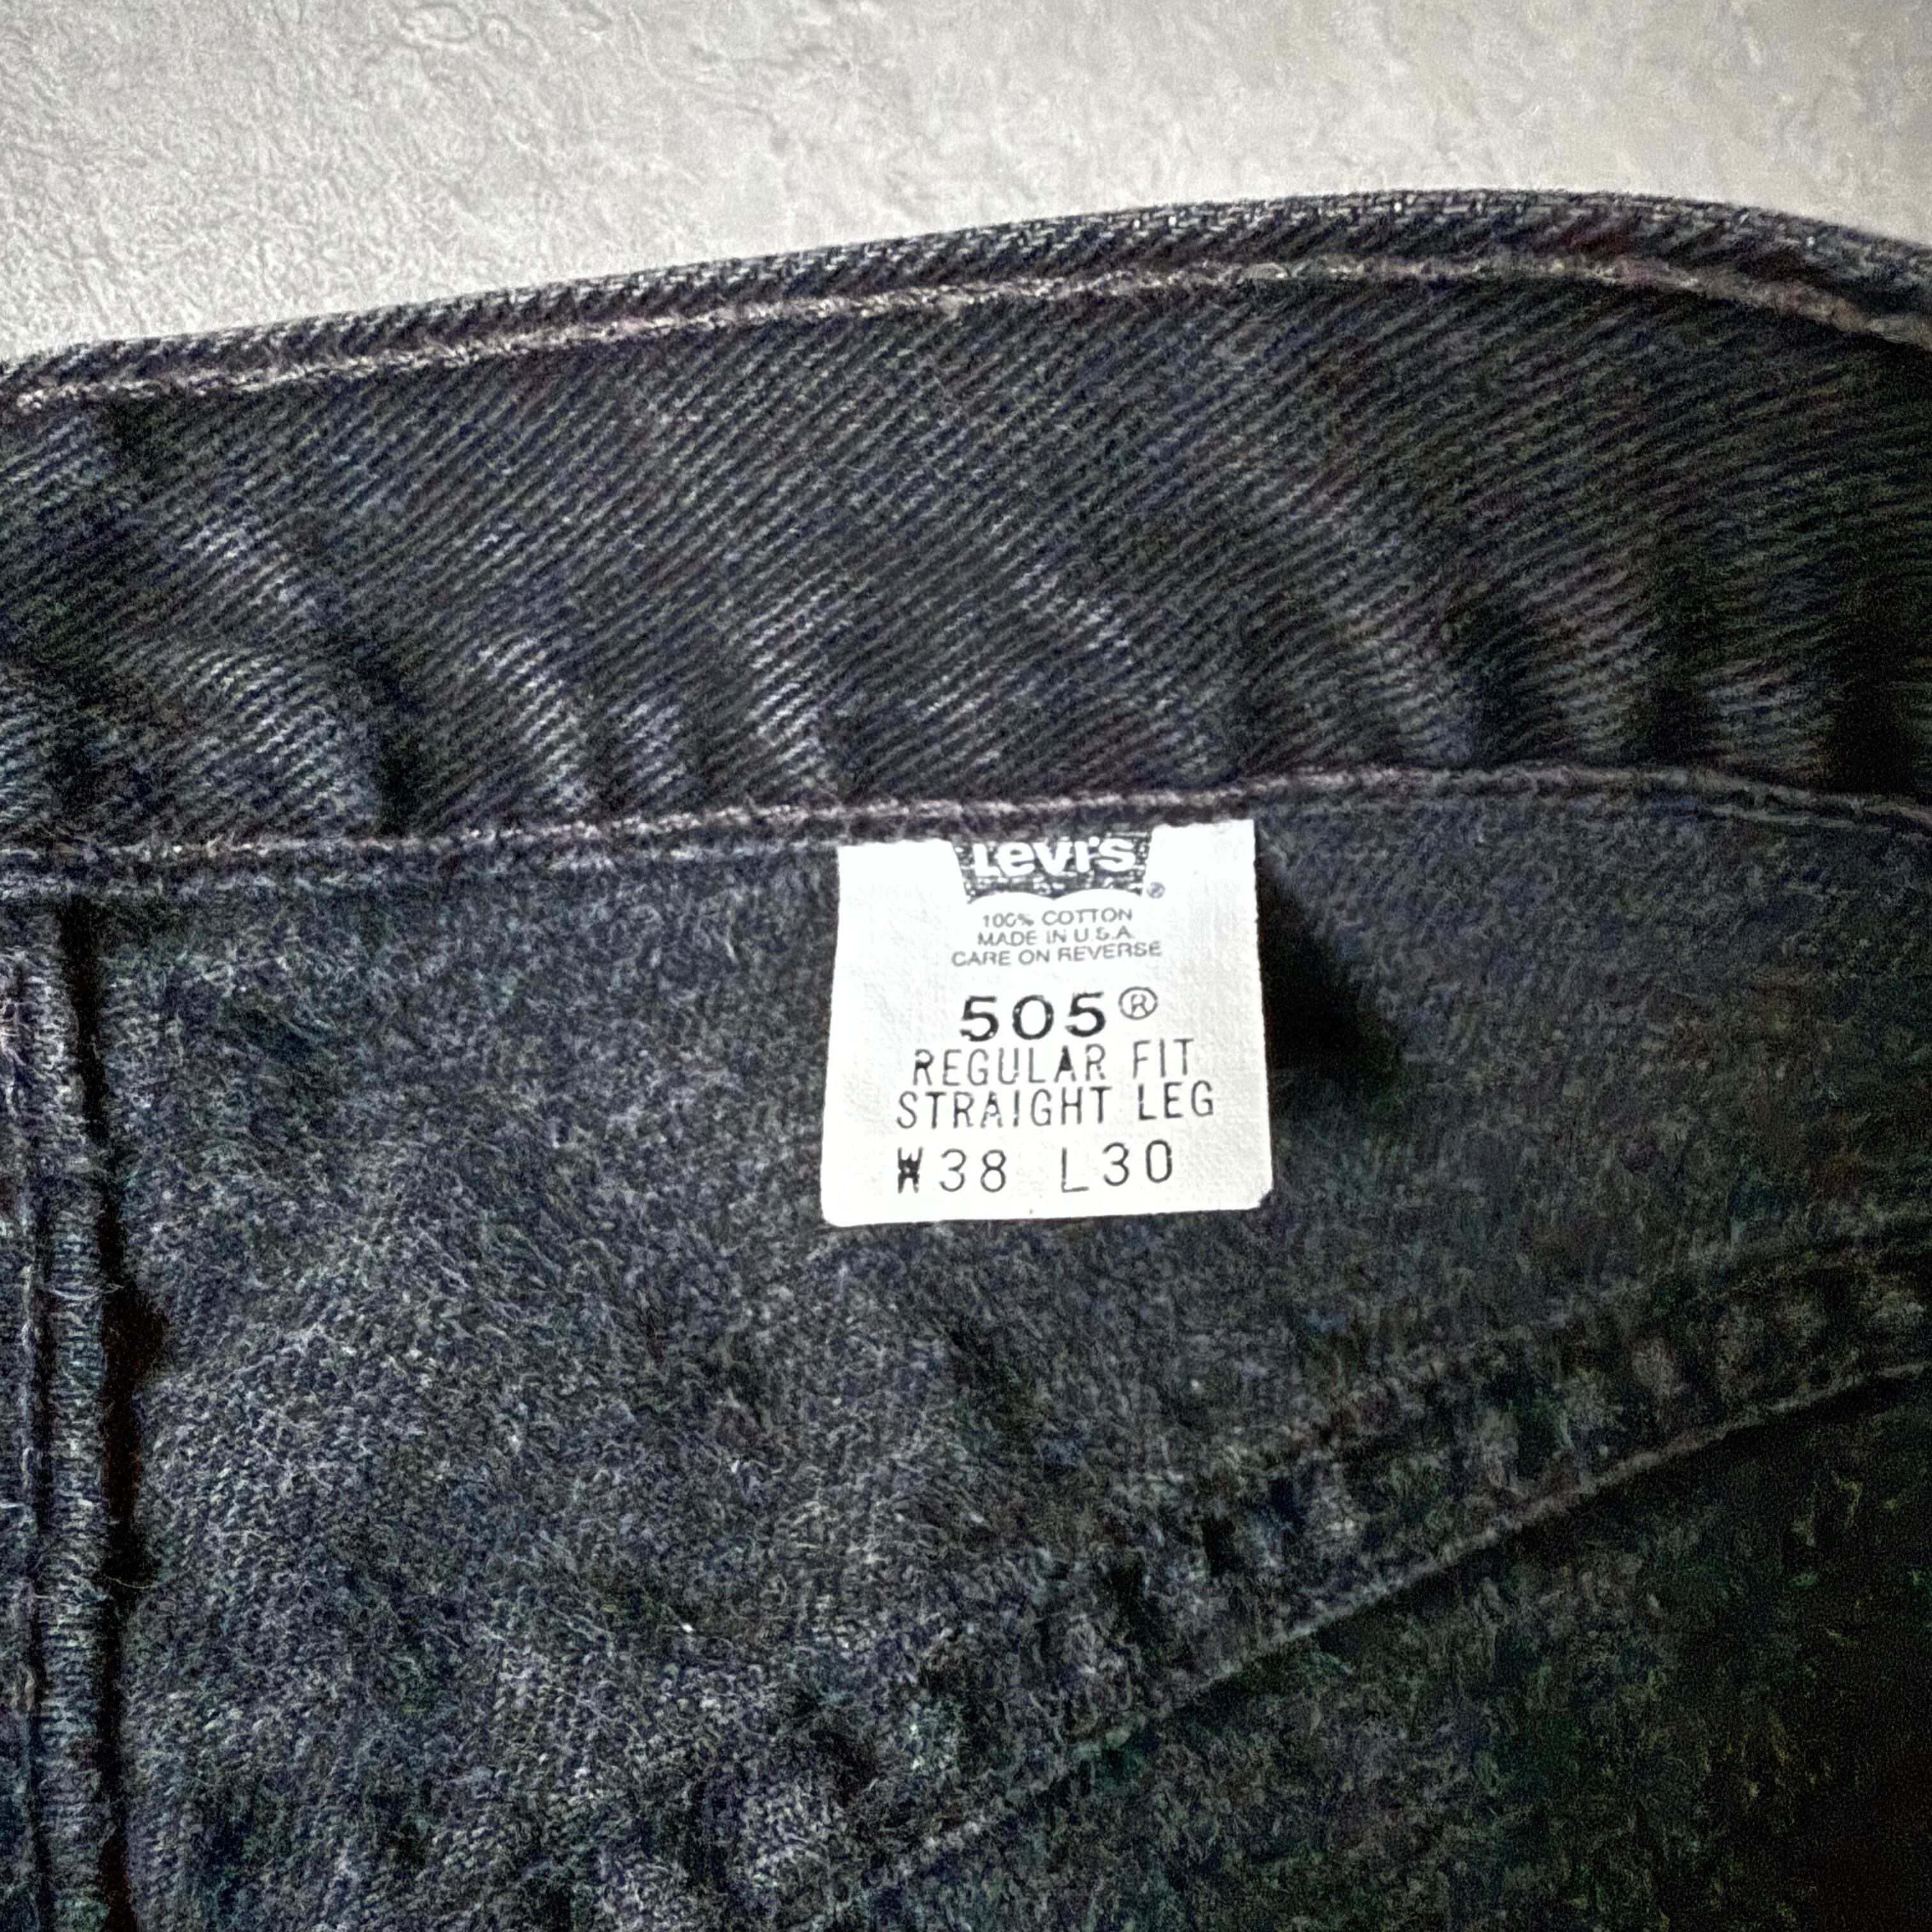 Levi's
®
100% COTTON
MADE IN U.S.A.
CARE ON REVERSE
505®
REGULAR FIT
STRAIGHT LEG
W38 L30